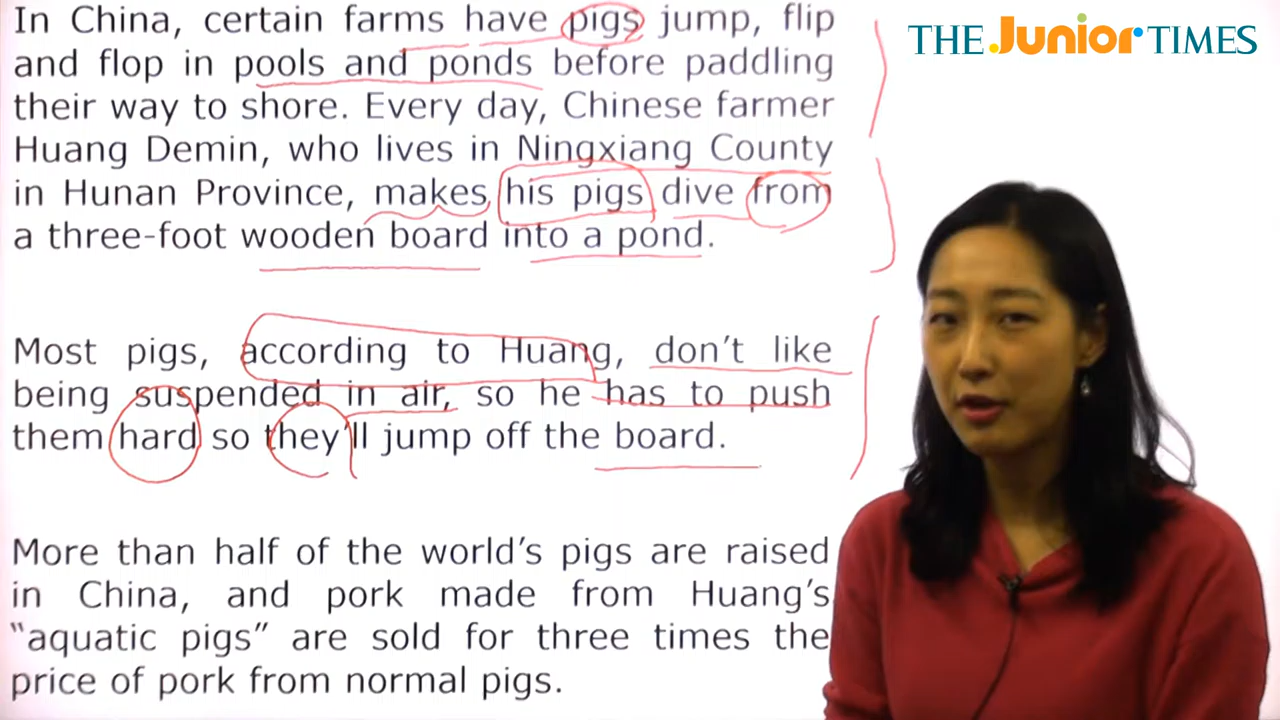 In China, certain farms have pigs jump, flip
and flop in pools and ponds before paddling
their way to shore. Every day, Chinese farmer
Huang Demin, who lives in Ningxiang County
in Hunan Province, makes his pigs dive from
a three-foot wooden board into a pond.
Most pigs, according to Huang, don't like
being suspended in air, so he has to push
them hard so they'll jump off the board.
More than half of the world's pigs are raised
in China, and pork made from Huang's
"aquatic pigs" are sold for three times the
price of pork from normal pigs.
THE Junior TIMES